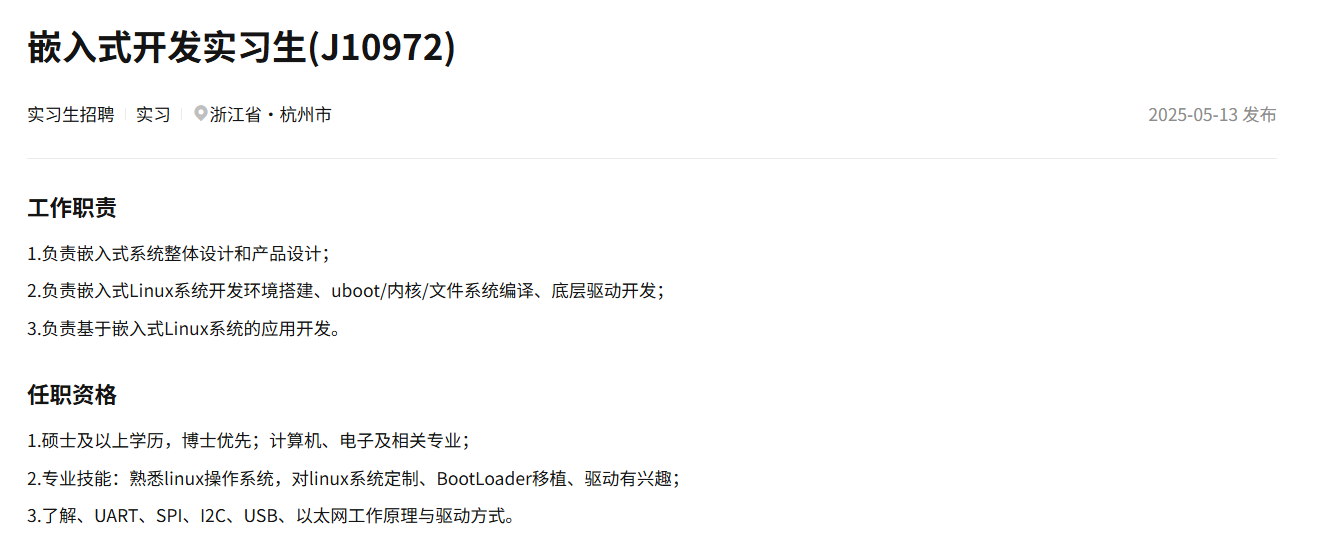 嵌入式开发实习生(J10972)
实习生招聘 实习 浙江省·杭州市 2025-05-13 发布
工作职责
1.负责嵌入式系统整体设计和产品设计；
2.负责嵌入式Linux系统开发环境搭建、uboot/内核/文件系统编译、底层驱动开发；
3.负责基于嵌入式Linux系统的应用开发。
任职资格
1.硕士及以上学历，博士优先；计算机、电子及相关专业；
2.专业技能：熟悉linux操作系统，对linux系统定制、BootLoader移植、驱动有兴趣；
3.了解、UART、SPI、I2C、USB、以太网工作原理与驱动方式。